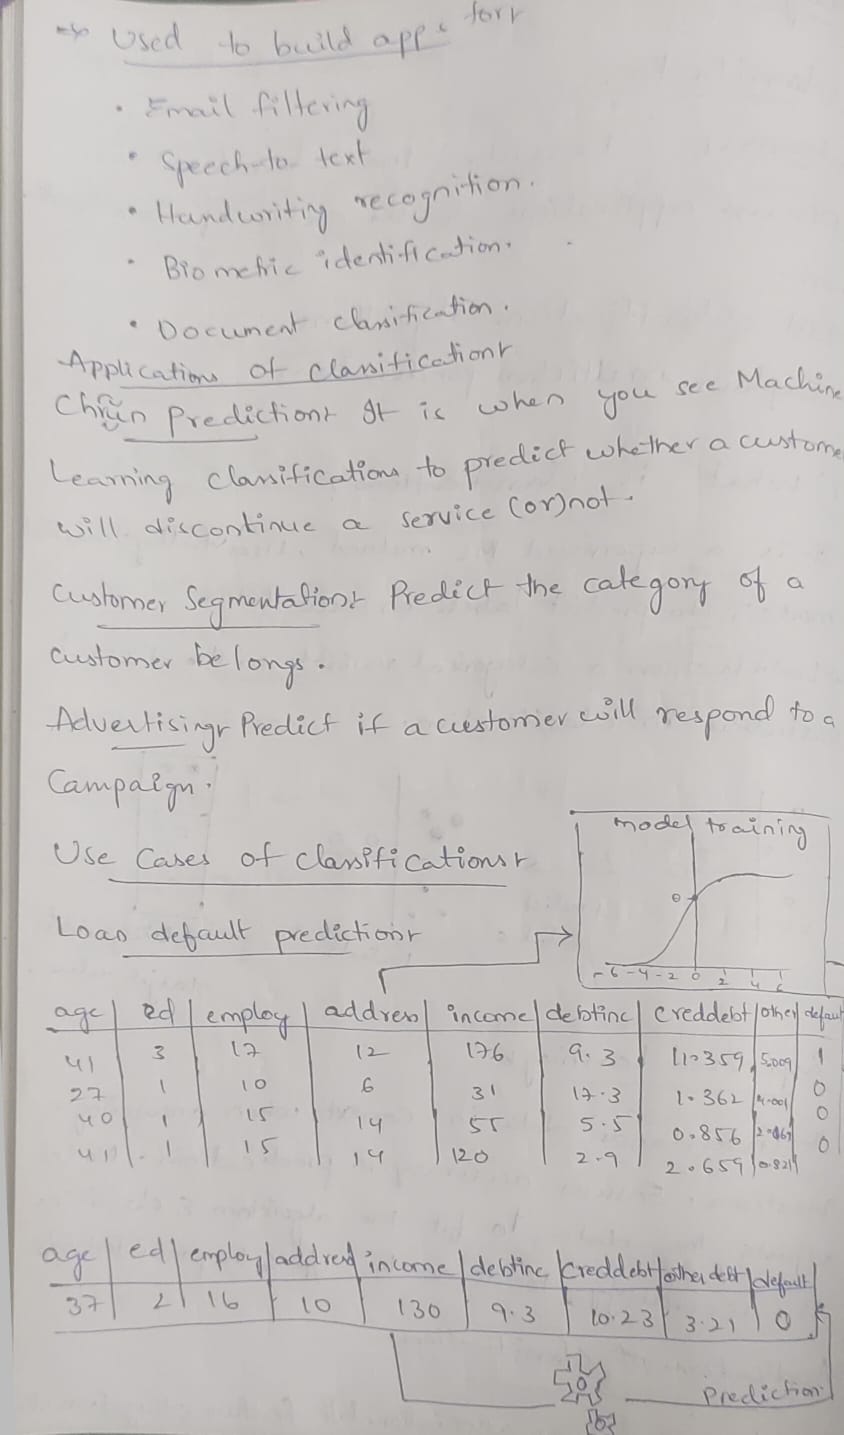 Used to build apps for:
• Email filtering
• Speech-to-text
• Handwriting recognition.
• Biometric identification.
• Document classification.
Applications of classification:
Churn Prediction: It is when you see Machine
Learning classifications to predict whether a custome
will discontinue a service (or) not.
Customer Segmentation: Predict the category of a
customer belongs.
Advertising: Predict if a customer will respond to a
Campaign.
Use Cases of classifications:
Loan default prediction:
model training
0
-6 -4 -2 0 2 4 6
age ed employ address income debtinc creddebt other defau
41 3 17 12 176 9.3 11.359 5.009 1
27 1 10 6 31 17.3 1.362 4.001 0
40 1 15 14 55 5.5 0.856 0
41 1 15 14 120 2.9 2.659 0.821 0
age ed employ address income debtinc creddebt other debt default
37 2 16 10 130 9.3 10.23 3.21 0
Prediction